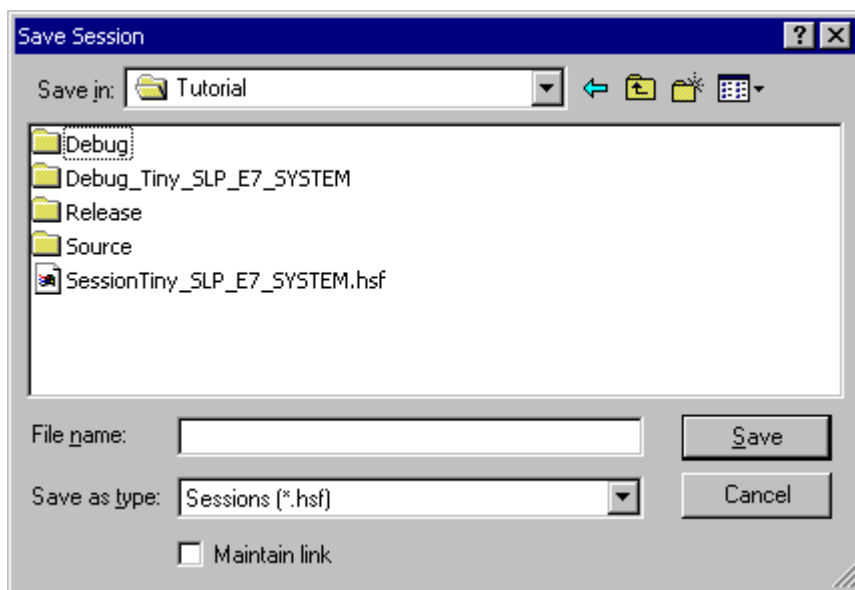 Save Session
Save in: Tutorial
Debug
Debug_Tiny_SLP_E7_SYSTEM
Release
Source
SessionTiny_SLP_E7_SYSTEM.hsf
File name: Save
Save as type: Sessions (*.hsf) Cancel
Maintain link